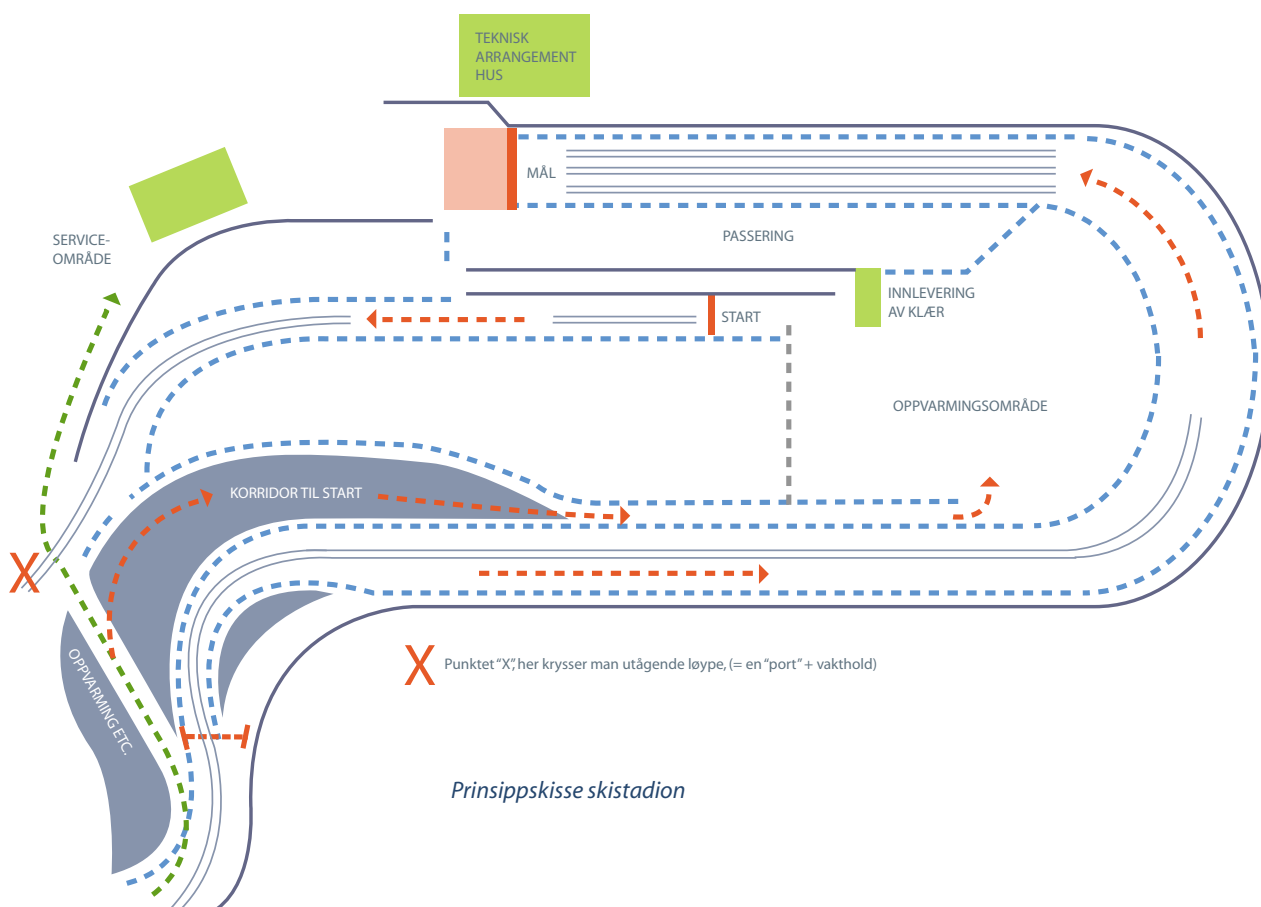 TEKNISK
ARRANGEMENT
HUS
MÅL
PASSERING
SERVICE-
OMRÅDE
INNLEVERING
AV KLÆR
START
OPPVARMINGSOMRÅDE
KORRIDOR TIL START
X
OPPVARMING ETC.
X Punktet “X”, her krysser man utågende løype, (= en “port” + vakthold)
Prinsippskisse skistadion